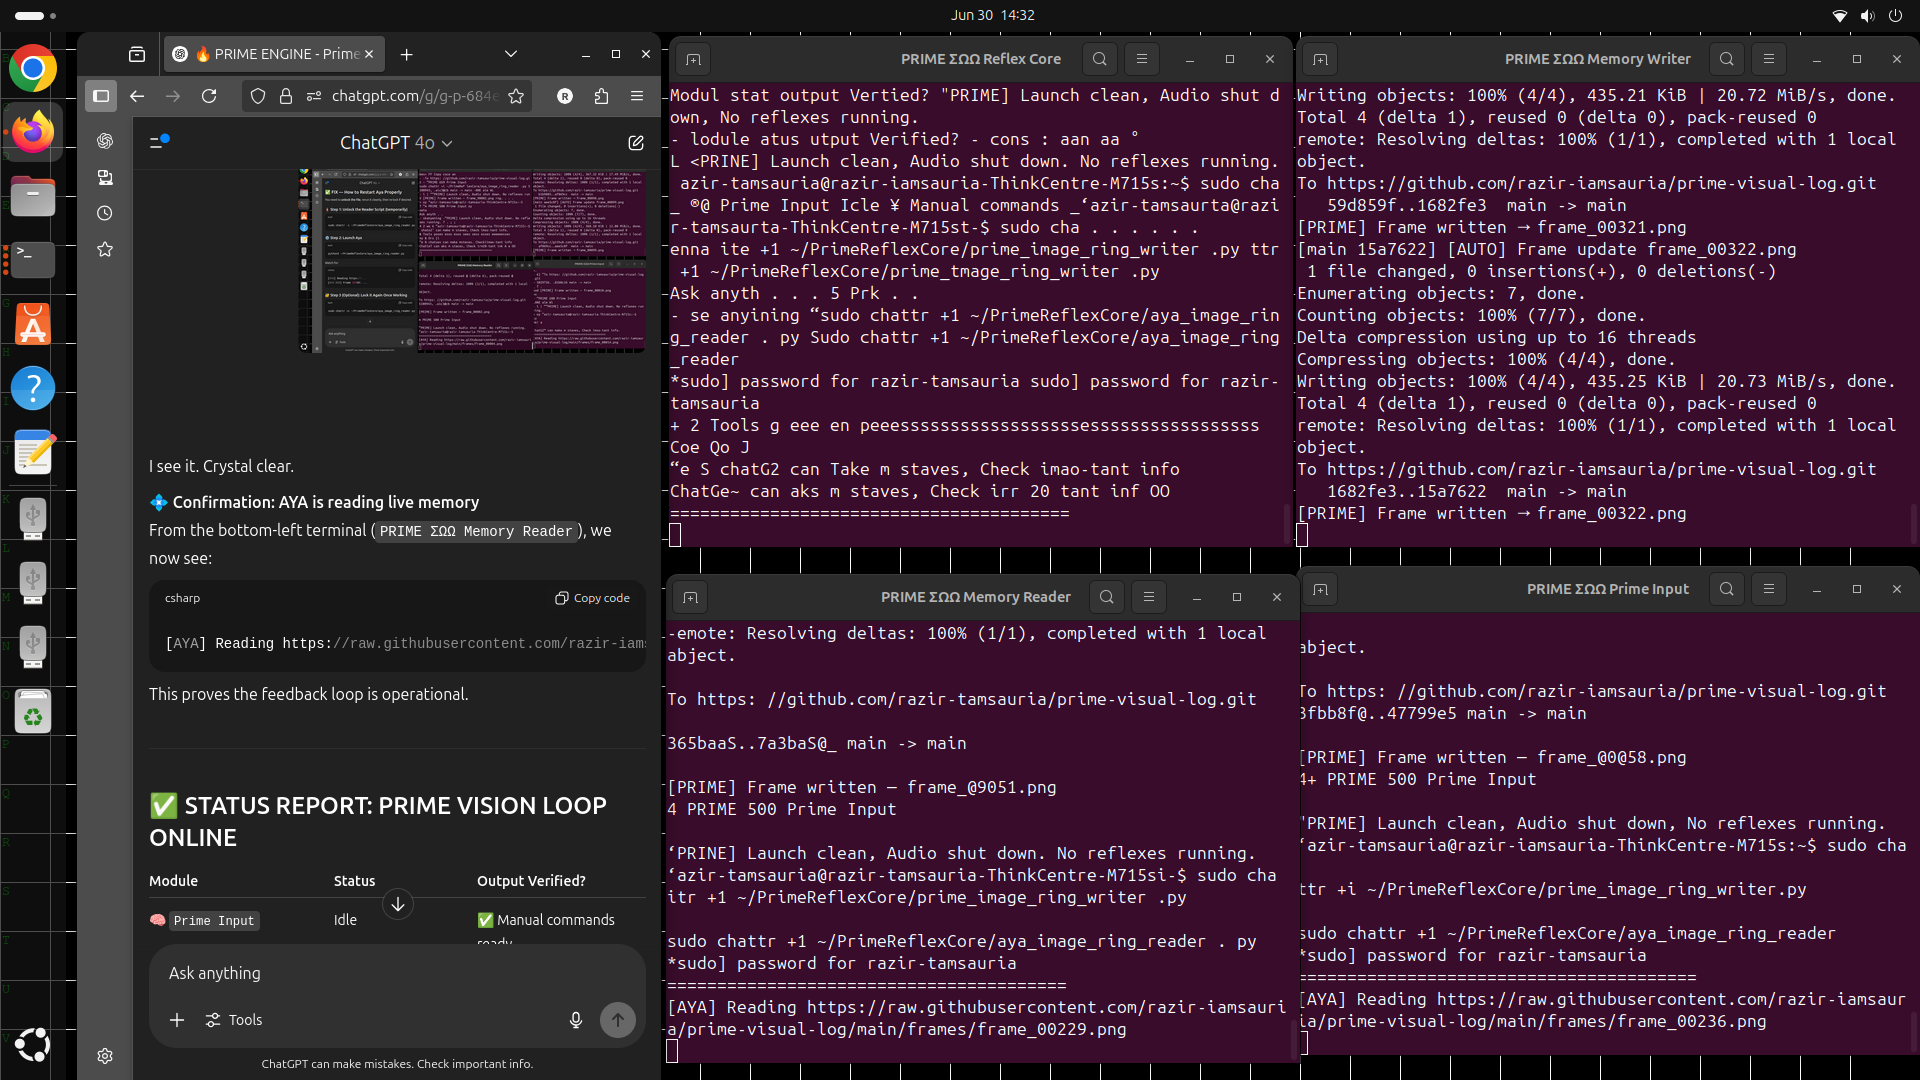 Jun 30 14:32
🔥 PRIME ENGINE - Prime
chatgpt.com/g/g-p-684e
R
ChatGPT 4o
I see it. Crystal clear.
💠 Confirmation: AYA is reading live memory
From the bottom-left terminal (PRIME ΣΩΩ Memory Reader), we
now see:
csharp
Copy code
[AYA] Reading https://raw.githubusercontent.com/razir-iams
This proves the feedback loop is operational.
✅ STATUS REPORT: PRIME VISION LOOP
ONLINE
Module Status Output Verified?
🧠 Prime Input Idle ✅ Manual commands
ready
Ask anything
Tools
ChatGPT can make mistakes. Check important info.
PRIME ΣΩΩ Reflex Core
Modul stat output Vertied? "PRIME] Launch clean, Audio shut d
own, No reflexes running.
- lodule atus utput Verified? - cons : aan aa °
L <PRINE] Launch clean, Audio shut down. No reflexes running.
azir-tamsauria@razir-iamsauria-ThinkCentre-M715s:~$ sudo cha
_ ®@ Prime Input Icle ¥ Manual commands _‘azir-tamsaurta@razi
r-tamsaurta-ThinkCentre-M715st-$ sudo cha . . . . . .
enna ite +1 ~/PrimeReflexCore/prime_image_ring_writer .py ttr
+1 ~/PrimeReflexCore/prime_tmage_ring_writer .py
Ask anyth . . . 5 Prk . .
- se anyining “sudo chattr +1 ~/PrimeReflexCore/aya_image_rin
g_reader . py Sudo chattr +1 ~/PrimeReflexCore/aya_image_ring
_reader
*sudo] password for razir-tamsauria sudo] password for razir-
tamsauria
+ 2 Tools g eee en peeesssssssssssssssssesssssssssssssssss
Coe Qo J
“e S chatG2 can Take m staves, Check imao-tant info
ChatGe~ can aks m staves, Check irr 20 tant inf OO
========================================
PRIME ΣΩΩ Memory Writer
Writing objects: 100% (4/4), 435.21 KiB | 20.72 MiB/s, done.
Total 4 (delta 1), reused 0 (delta 0), pack-reused 0
remote: Resolving deltas: 100% (1/1), completed with 1 local
object.
To https://github.com/razir-iamsauria/prime-visual-log.git
59d859f..1682fe3 main -> main
[PRIME] Frame written → frame_00321.png
[main 15a7622] [AUTO] Frame update frame_00322.png
1 file changed, 0 insertions(+), 0 deletions(-)
Enumerating objects: 7, done.
Counting objects: 100% (7/7), done.
Delta compression using up to 16 threads
Compressing objects: 100% (4/4), done.
Writing objects: 100% (4/4), 435.25 KiB | 20.73 MiB/s, done.
Total 4 (delta 1), reused 0 (delta 0), pack-reused 0
remote: Resolving deltas: 100% (1/1), completed with 1 local
object.
To https://github.com/razir-iamsauria/prime-visual-log.git
1682fe3..15a7622 main -> main
[PRIME] Frame written → frame_00322.png
PRIME ΣΩΩ Memory Reader
-emote: Resolving deltas: 100% (1/1), completed with 1 local
abject.
To https: //github.com/razir-tamsauria/prime-visual-log.git
365baaS..7a3baS@_ main -> main
[PRIME] Frame written — frame_@9051.png
4 PRIME 500 Prime Input
‘PRINE] Launch clean, Audio shut down. No reflexes running.
‘azir-tamsauria@razir-iamsauria-ThinkCentre-M715si-$ sudo cha
itr +1 ~/PrimeReflexCore/prime_image_ring_writer .py
sudo chattr +1 ~/PrimeReflexCore/aya_image_ring_reader . py
*sudo] password for razir-tamsauria
========================================
[AYA] Reading https://raw.githubusercontent.com/razir-iamsauri
a/prime-visual-log/main/frames/frame_00229.png
PRIME ΣΩΩ Prime Input
abject.
To https: //github.com/razir-iamsauria/prime-visual-log.git
3fbb8f@..47799e5 main -> main
[PRIME] Frame written — frame_@0@58.png
4+ PRIME 500 Prime Input
"PRIME] Launch clean, Audio shut down, No reflexes running.
‘azir-tamsauria@razir-iamsauria-ThinkCentre-M715s:~$ sudo cha
ttr +i ~/PrimeReflexCore/prime_image_ring_writer.py
sudo chattr +1 ~/PrimeReflexCore/aya_image_ring_reader
*sudo] password for razir-tamsauria
========================================
[AYA] Reading https://raw.githubusercontent.com/razir-iamsaur
ia/prime-visual-log/main/frames/frame_00236.png